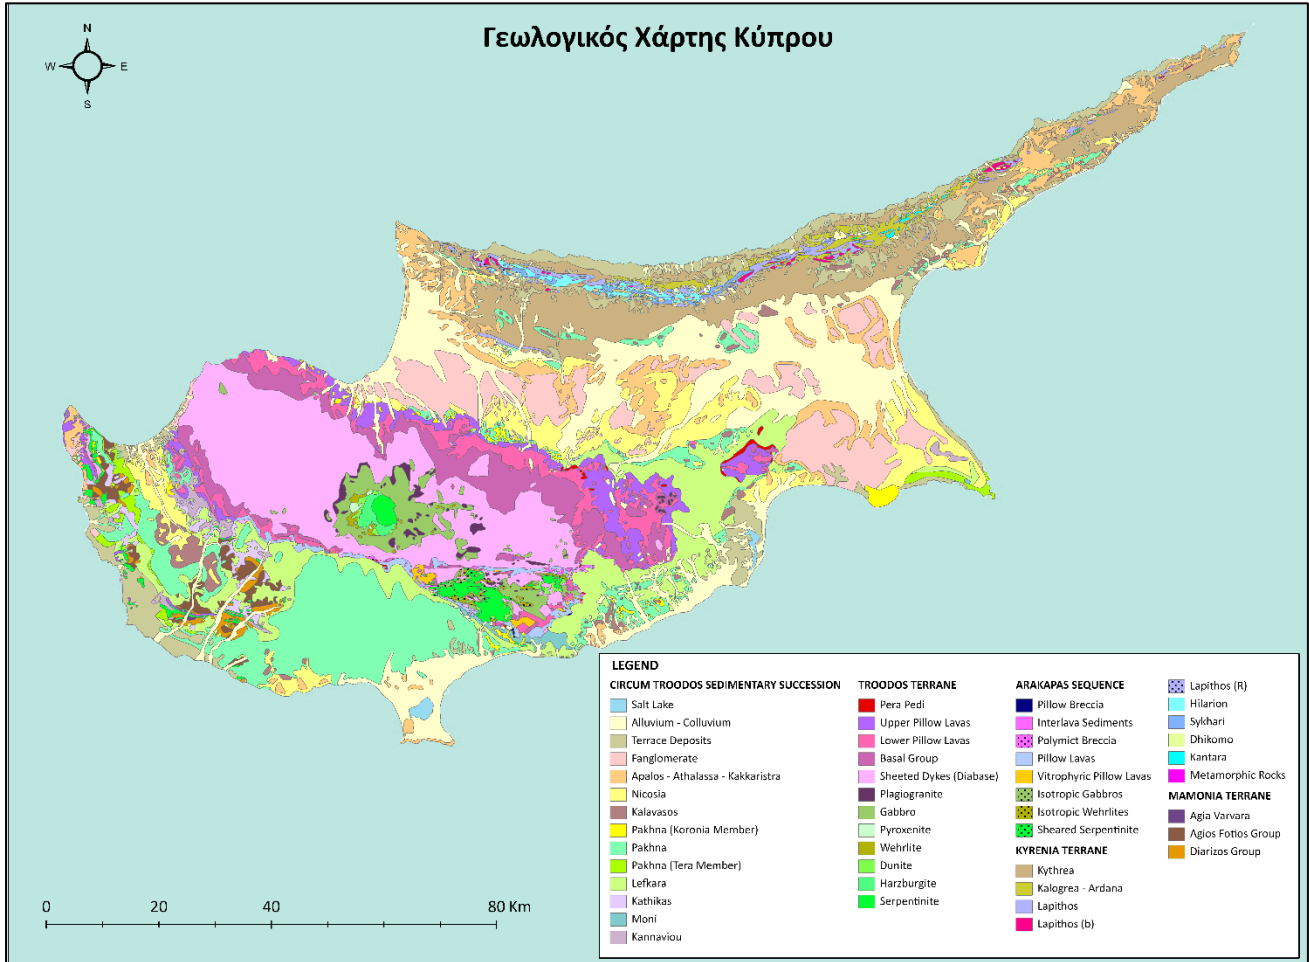 Γεωλογικός Χάρτης Κύπρου
N
W E
S
LEGEND
CIRCUM TROODOS SEDIMENTARY SUCCESSION
Salt Lake
Alluvium - Colluvium
Terrace Deposits
Fanglomerate
Apalos - Athalassa - Kakkaristra
Nicosia
Kalavasos
Pakhna (Koronia Member)
Pakhna
Pakhna (Tera Member)
Lefkara
Kathikas
Moni
Kannaviou
TROODOS TERRANE
Pera Pedi
Upper Pillow Lavas
Lower Pillow Lavas
Basal Group
Sheeted Dykes (Diabase)
Plagiogranite
Gabbro
Pyroxenite
Wehrlite
Dunite
Harzburgite
Serpentinite
ARAKAPAS SEQUENCE
Pillow Breccia
Interlava Sediments
Polymict Breccia
Pillow Lavas
Vitrophyric Pillow Lavas
Isotropic Gabbros
Isotropic Wehrlites
Sheared Serpentinite
KYRENIA TERRANE
Kythrea
Kalogrea - Ardana
Lapithos
Lapithos (b)
Lapithos (R)
Hilarion
Sykhari
Dhikomo
Kantara
Metamorphic Rocks
MAMONIA TERRANE
Agia Varvara
Agios Fotios Group
Diarizos Group
0 20 40 80 Km